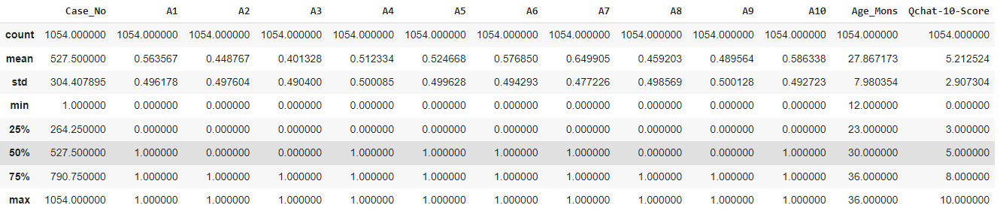 Case_No A1 A2 A3 A4 A5 A6 A7 A8 A9 A10 Age_Mons Qchat-10-Score
count 1054.000000 1054.000000 1054.000000 1054.000000 1054.000000 1054.000000 1054.000000 1054.000000 1054.000000 1054.000000 1054.000000 1054.000000 1054.000000
mean 527.500000 0.563567 0.448767 0.401328 0.512334 0.524668 0.576850 0.649905 0.459203 0.489564 0.586338 27.867173 5.212524
std 304.407895 0.496178 0.497604 0.490400 0.500085 0.499628 0.494293 0.477226 0.498569 0.500128 0.492723 7.980354 2.907304
min 1.000000 0.000000 0.000000 0.000000 0.000000 0.000000 0.000000 0.000000 0.000000 0.000000 0.000000 12.000000 0.000000
25% 264.250000 0.000000 0.000000 0.000000 0.000000 0.000000 0.000000 0.000000 0.000000 0.000000 0.000000 23.000000 3.000000
50% 527.500000 1.000000 0.000000 0.000000 1.000000 1.000000 1.000000 1.000000 0.000000 0.000000 1.000000 30.000000 5.000000
75% 790.750000 1.000000 1.000000 1.000000 1.000000 1.000000 1.000000 1.000000 1.000000 1.000000 1.000000 36.000000 8.000000
max 1054.000000 1.000000 1.000000 1.000000 1.000000 1.000000 1.000000 1.000000 1.000000 1.000000 1.000000 36.000000 10.000000